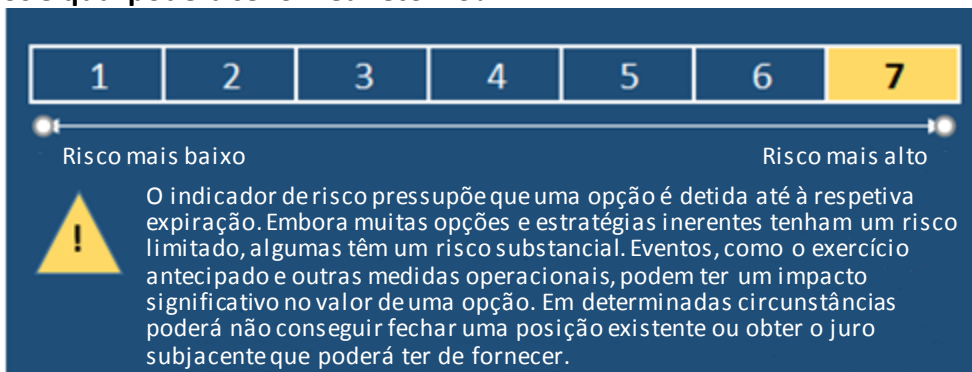 1 2 3 4 5 6 7
Risco mais baixo Risco mais alto
O indicador de risco pressupõe que uma opção é detida até à respetiva
expiração. Embora muitas opções e estratégias inerentes tenham um risco
limitado, algumas têm um risco substancial. Eventos, como o exercício
antecipado e outras medidas operacionais, podem ter um impacto
significativo no valor de uma opção. Em determinadas circunstâncias
poderá não conseguir fechar uma posição existente ou obter o juro
subjacente que poderá ter de fornecer.
!